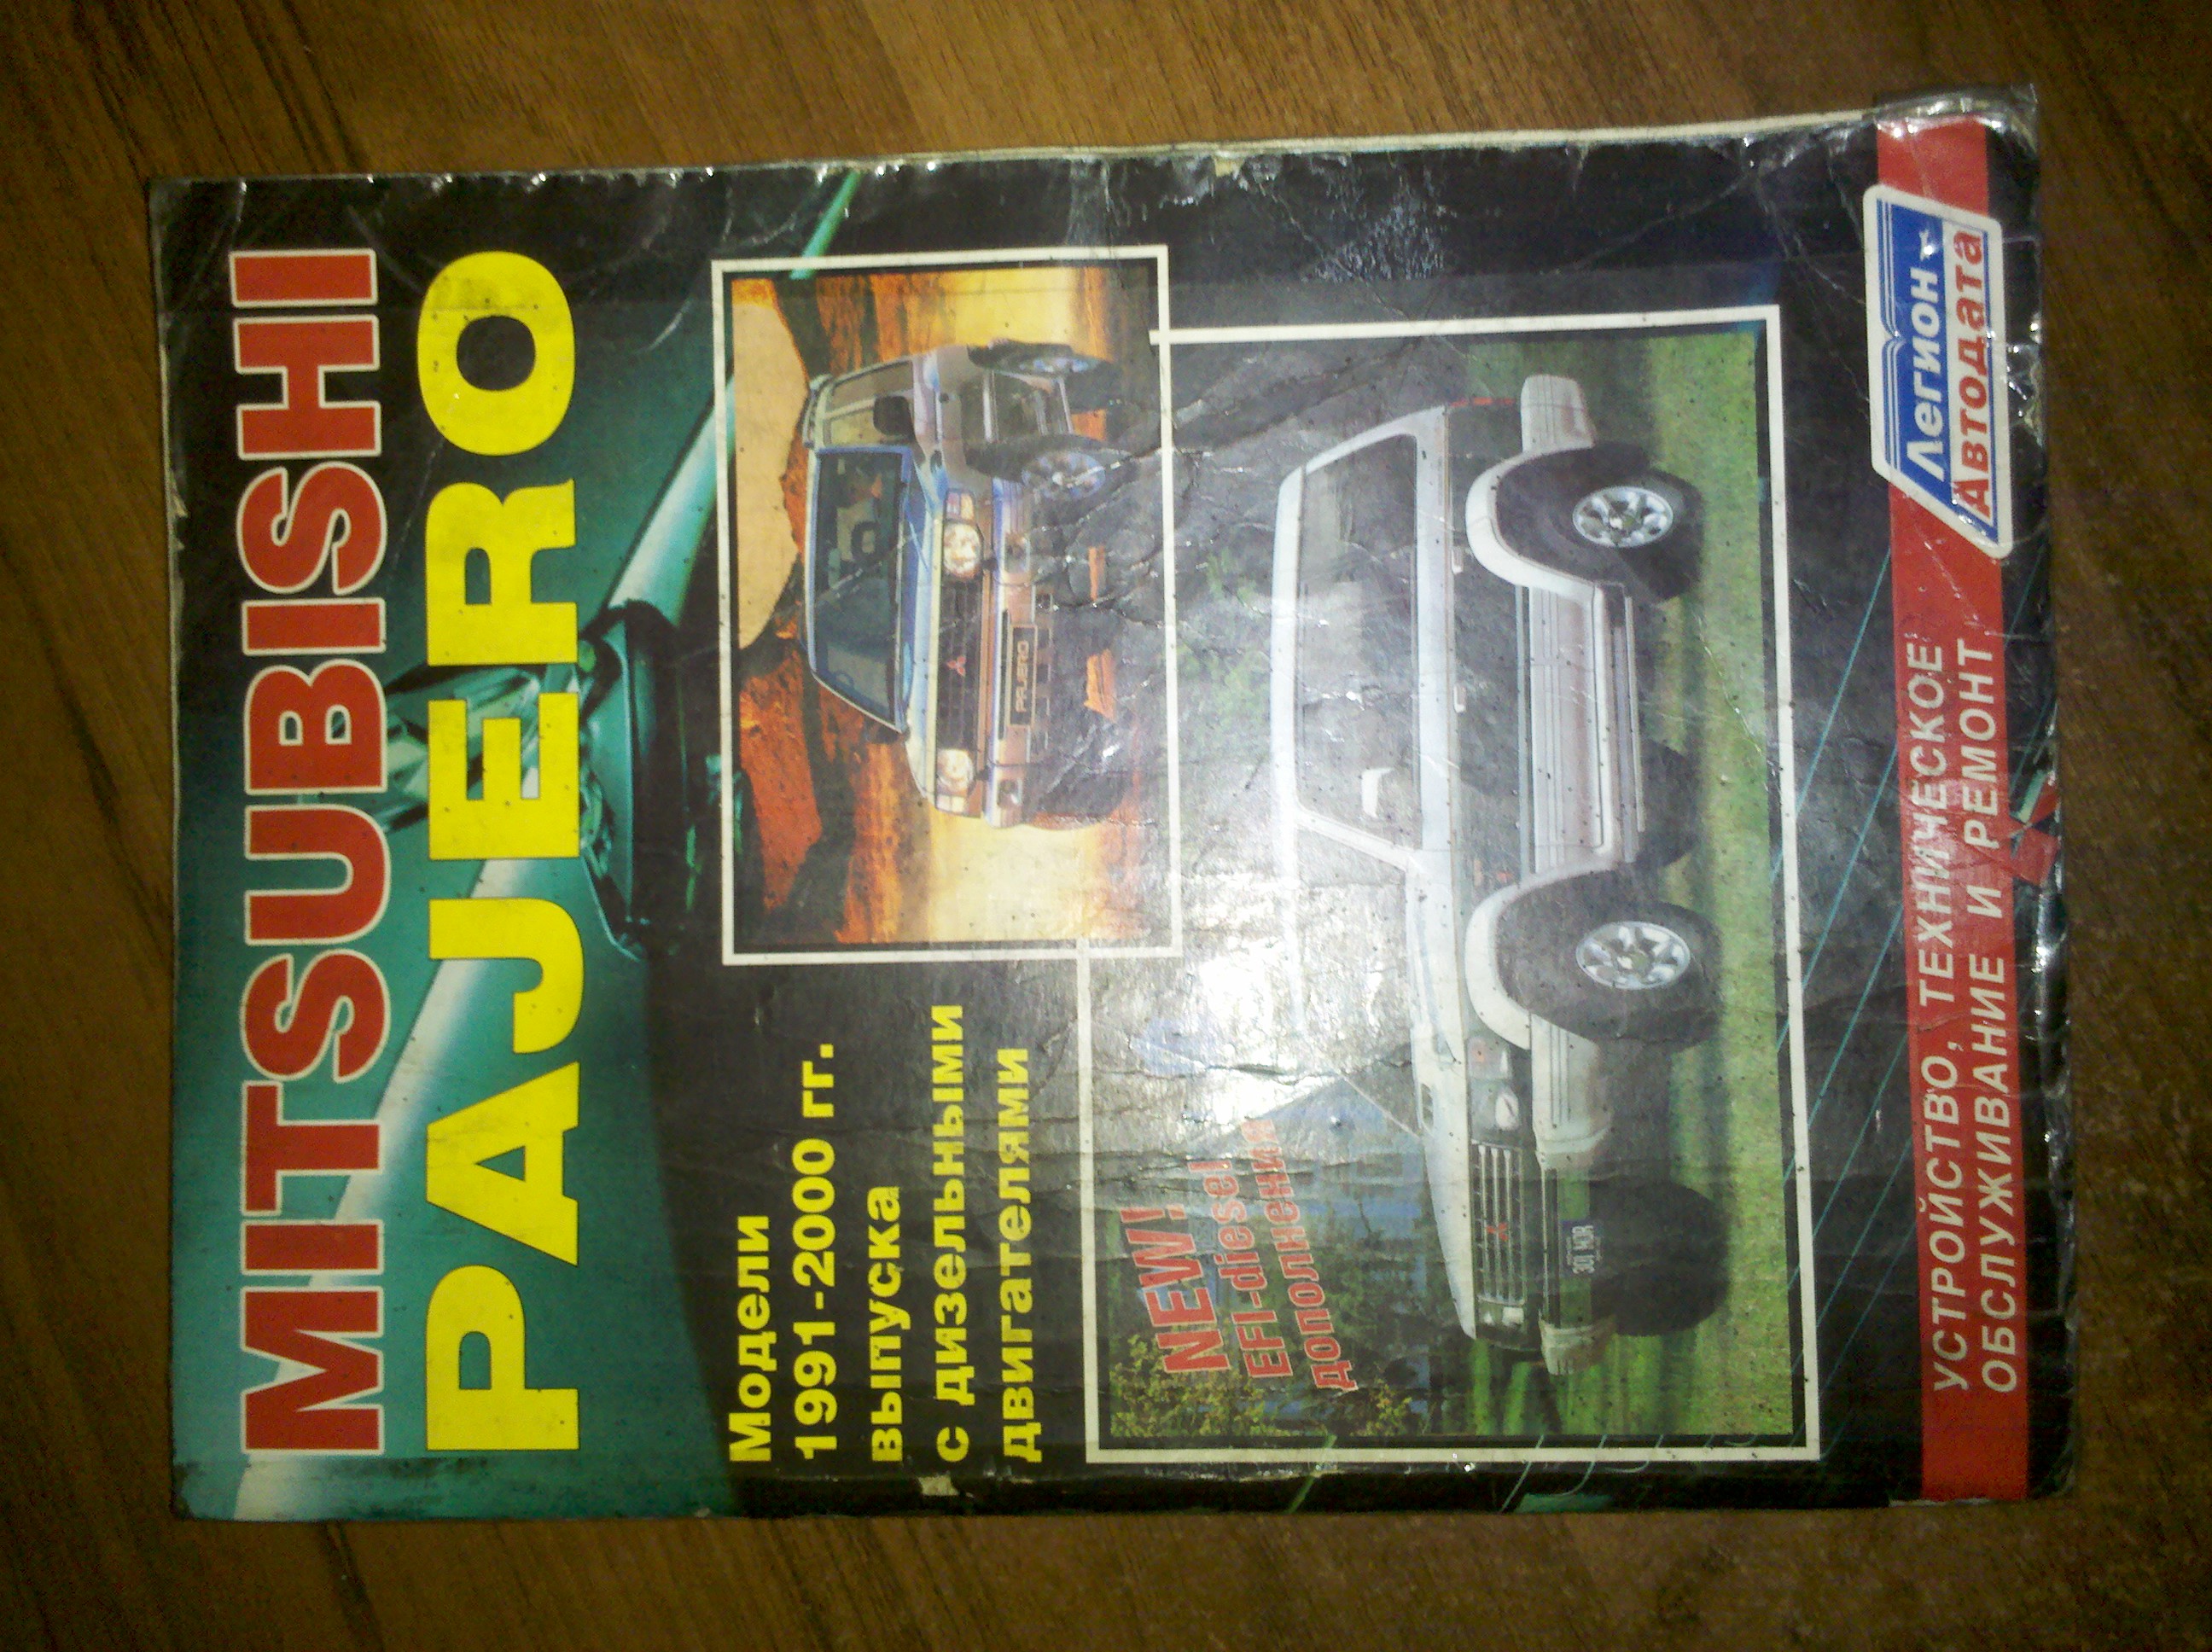 MITSUBISHI
PAJERO
Модели
1991-2000 гг.
выпуска
с дизельными
двигателями
PAJERO
NEW!
EFI-diesel
дополнения
УСТРОЙСТВО, ТЕХНИЧЕСКОЕ
ОБСЛУЖИВАНИЕ И РЕМОНТ
Легион
Автодата